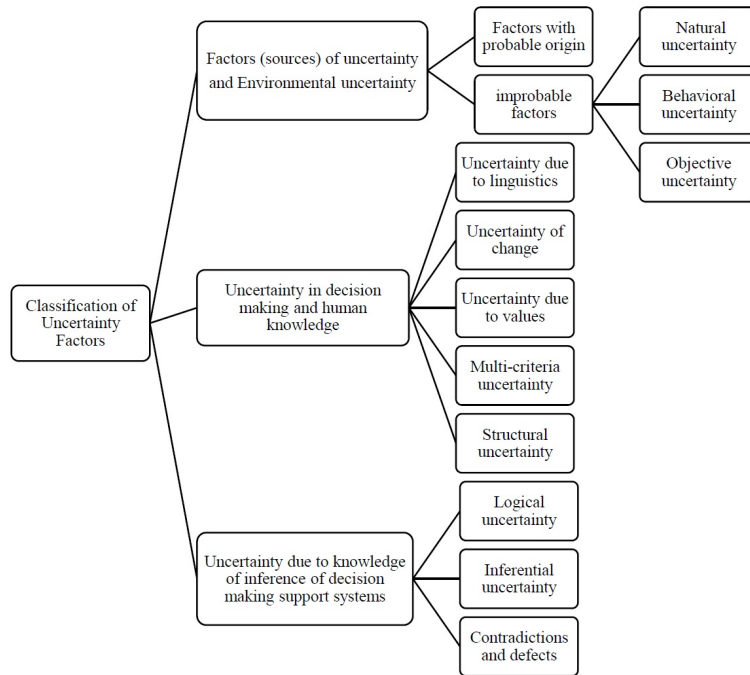 Classification of
Uncertainty
Factors
Factors (sources) of uncertainty
and Environmental uncertainty
Factors with
probable origin
improbable
factors
Natural
uncertainty
Behavioral
uncertainty
Objective
uncertainty
Uncertainty in decision
making and human
knowledge
Uncertainty due
to linguistics
Uncertainty of
change
Uncertainty due
to values
Multi-criteria
uncertainty
Structural
uncertainty
Uncertainty due to knowledge
of inference of decision
making support systems
Logical
uncertainty
Inferential
uncertainty
Contradictions
and defects